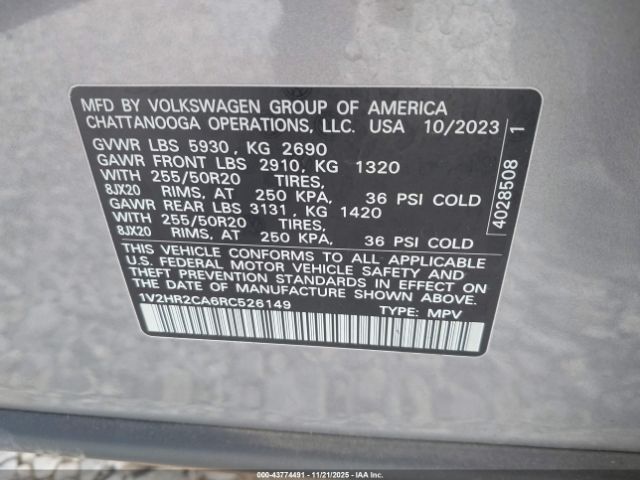 MFD BY VOLKSWAGEN GROUP OF AMERICA
CHATTANOOGA OPERATIONS, LLC. USA 10/2023
GVWR LBS 5930, KG 2690
GAWR FRONT LBS 2910, KG 1320
WITH 255/50R20 TIRES,
8JX20 RIMS, AT 250 KPA, 36 PSI COLD
GAWR REAR LBS 3131, KG 1420
WITH 255/50R20 TIRES,
8JX20 RIMS, AT 250 KPA, 36 PSI COLD
THIS VEHICLE CONFORMS TO ALL APPLICABLE
U.S. FEDERAL MOTOR VEHICLE SAFETY AND
THEFT PREVENTION STANDARDS IN EFFECT ON
THE DATE OF MANUFACTURE SHOWN ABOVE.
1V2HR2CA6RC526149 TYPE: MPV
4028508 1
000-43774491 - 11/21/2025 - IAA Inc.